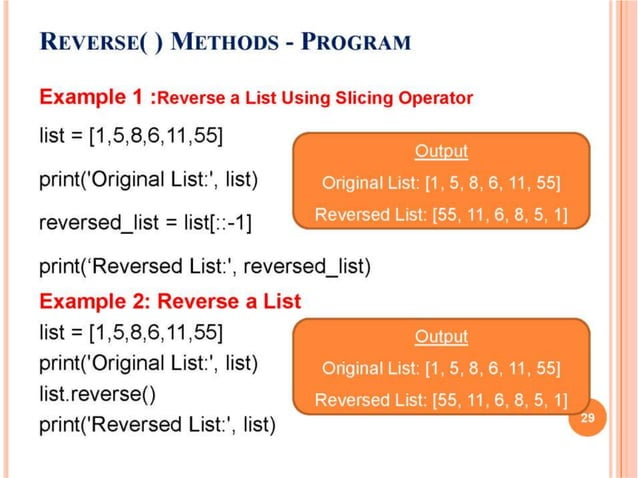 REVERSE( ) METHODS - PROGRAM
Example 1 :Reverse a List Using Slicing Operator
list = [1,5,8,6,11,55]
print('Original List:', list)
reversed_list = list[::-1]
print(‘Reversed List:', reversed_list)
Output
Original List: [1, 5, 8, 6, 11, 55]
Reversed List: [55, 11, 6, 8, 5, 1]
Example 2: Reverse a List
list = [1,5,8,6,11,55]
print('Original List:', list)
list.reverse()
print('Reversed List:', list)
Output
Original List: [1, 5, 8, 6, 11, 55]
Reversed List: [55, 11, 6, 8, 5, 1]
29